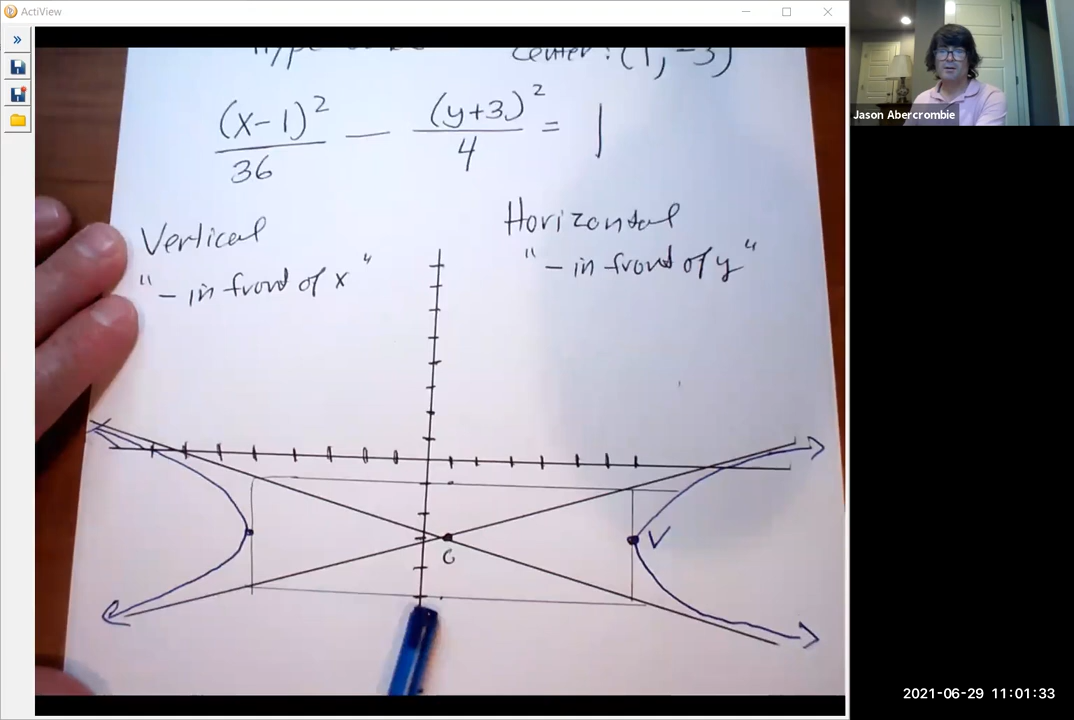 ActiView
Center: (1, -3)
(x-1)²/36 — (y+3)²/4 = 1
Vertical
"- in front of x"
Horizontal
"- in front of y"
C
V
Jason Abercrombie
2021-06-29 11:01:33